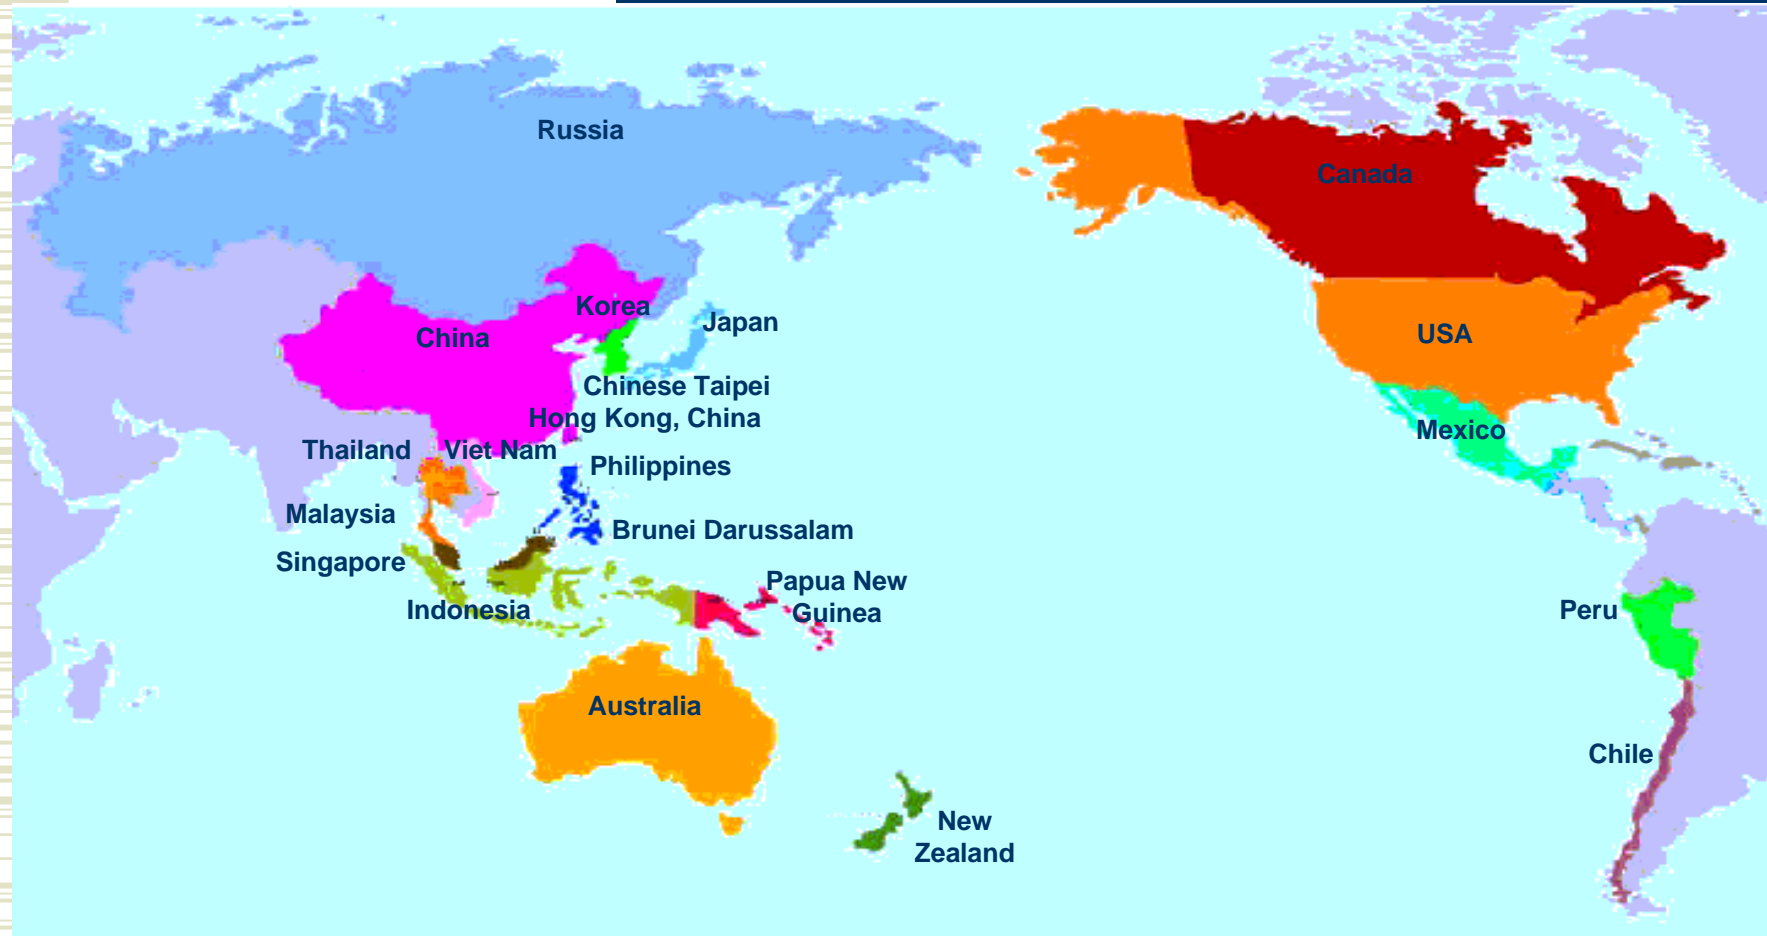 Russia
Canada
Korea
Japan
China
USA
Chinese Taipei
Hong Kong, China
Mexico
Thailand
Viet Nam
Philippines
Malaysia
Brunei Darussalam
Singapore
Papua New
Guinea
Indonesia
Peru
Australia
Chile
New
Zealand